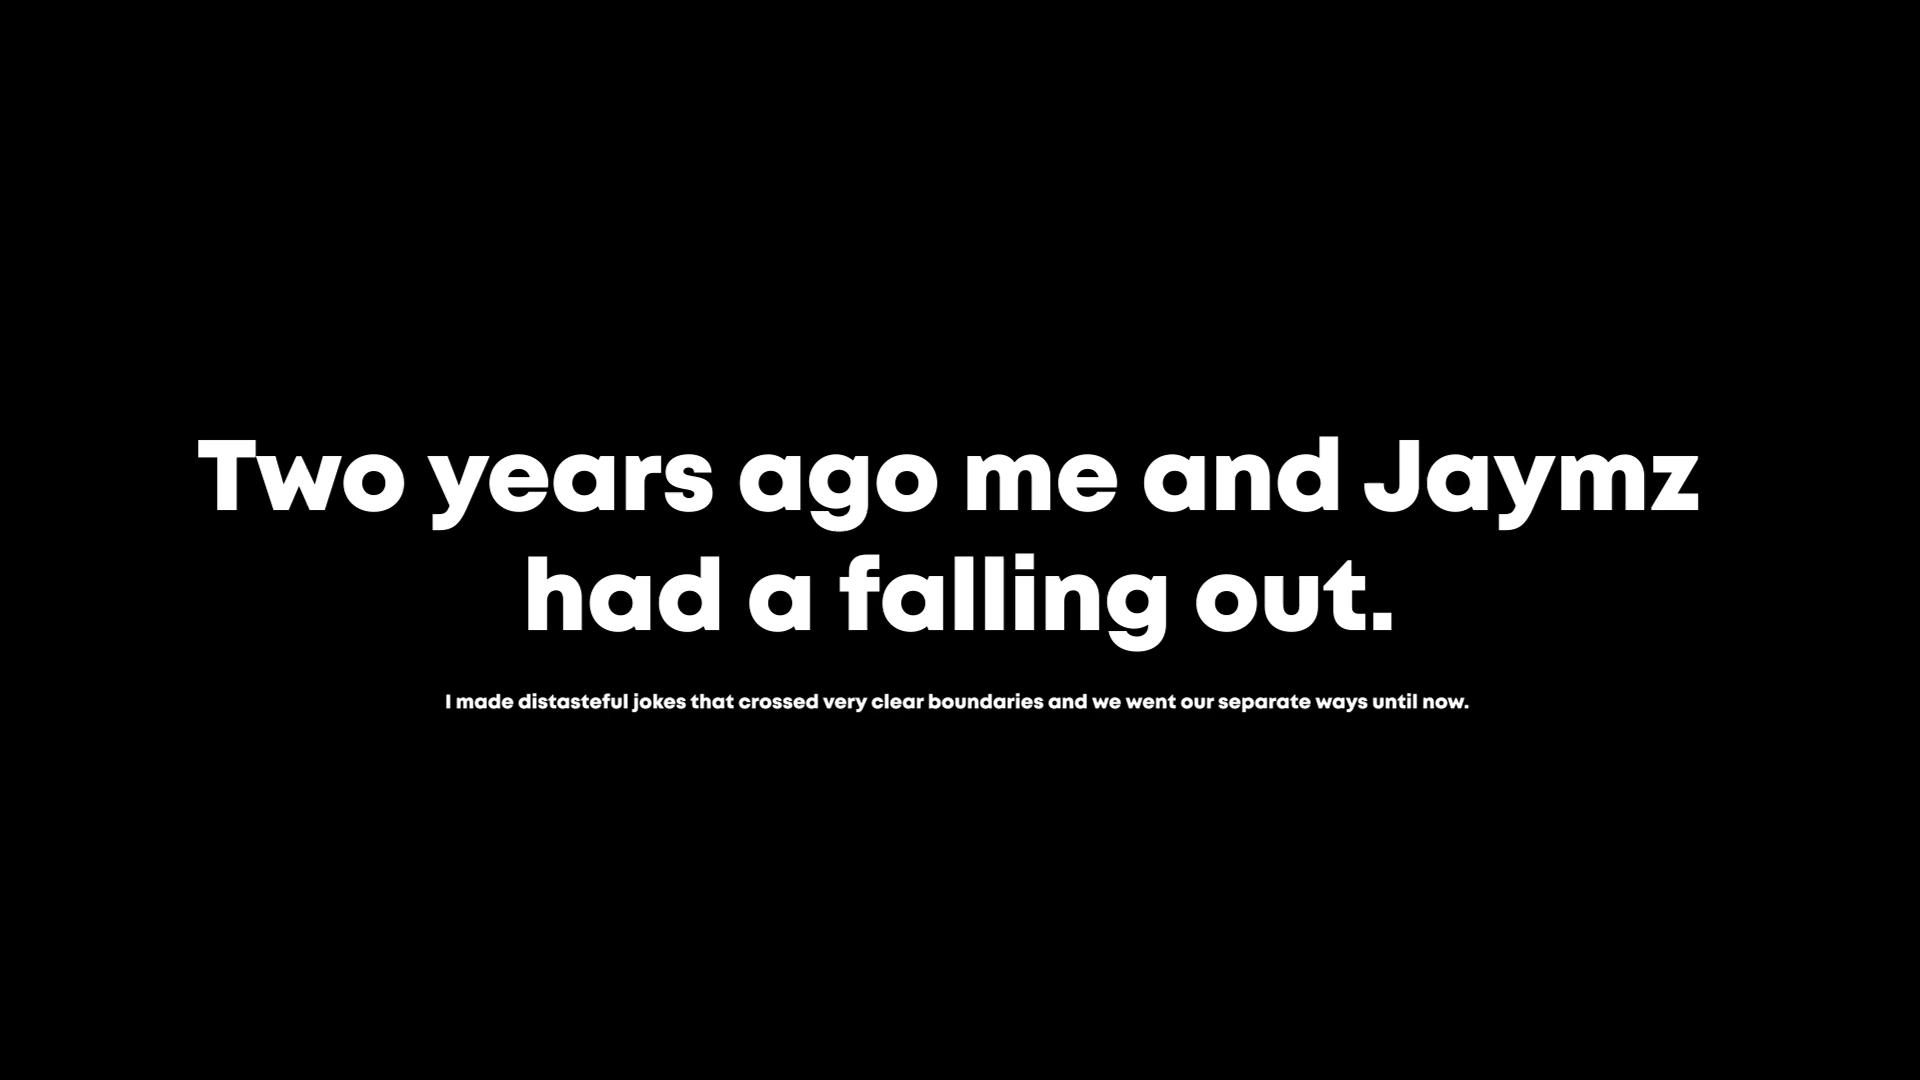 Two years ago me and Jaymz
had a falling out.
I made distasteful jokes that crossed very clear boundaries and we went our separate ways until now.